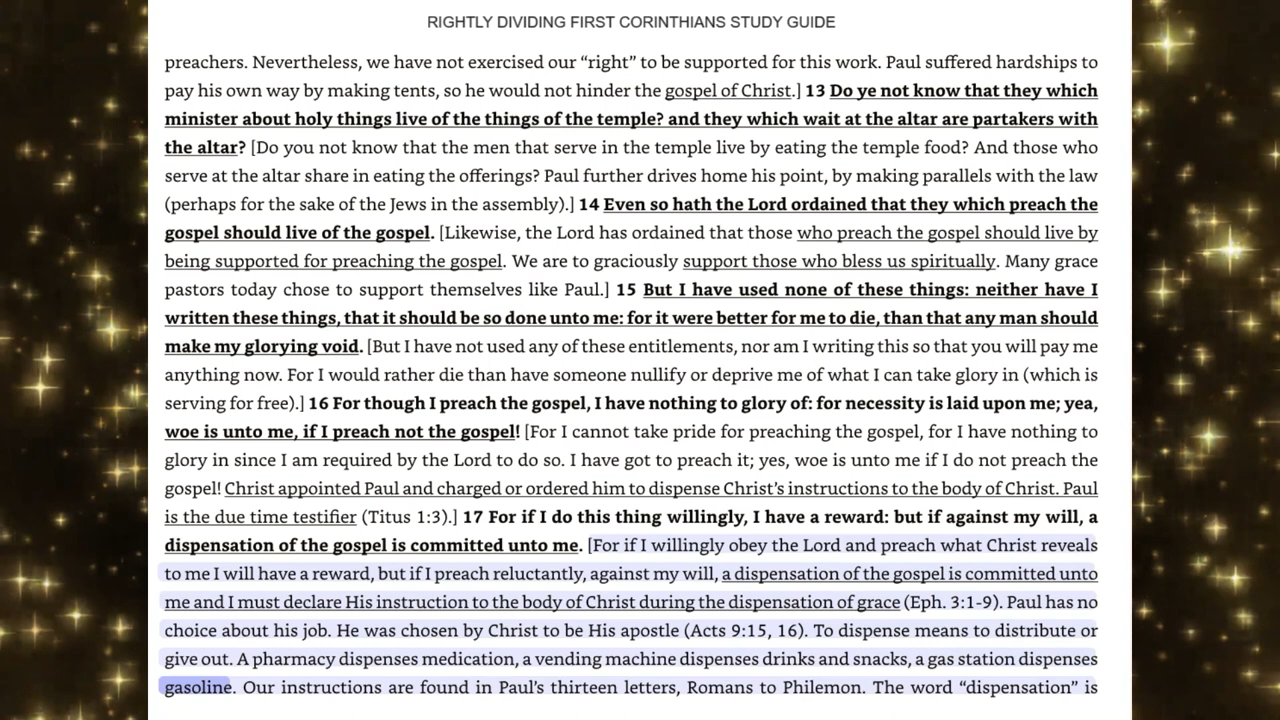 RIGHTLY DIVIDING FIRST CORINTHIANS STUDY GUIDE
preachers. Nevertheless, we have not exercised our “right” to be supported for this work. Paul suffered hardships to
pay his own way by making tents, so he would not hinder the gospel of Christ.] 13 Do ye not know that they which
minister about holy things live of the things of the temple? and they which wait at the altar are partakers with
the altar? [Do you not know that the men that serve in the temple live by eating the temple food? And those who
serve at the altar share in eating the offerings? Paul further drives home his point, by making parallels with the law
(perhaps for the sake of the Jews in the assembly).] 14 Even so hath the Lord ordained that they which preach the
gospel should live of the gospel. [Likewise, the Lord has ordained that those who preach the gospel should live by
being supported for preaching the gospel. We are to graciously support those who bless us spiritually. Many grace
pastors today chose to support themselves like Paul.] 15 But I have used none of these things: neither have I
written these things, that it should be so done unto me: for it were better for me to die, than that any man should
make my glorying void. [But I have not used any of these entitlements, nor am I writing this so that you will pay me
anything now. For I would rather die than have someone nullify or deprive me of what I can take glory in (which is
serving for free).] 16 For though I preach the gospel, I have nothing to glory of: for necessity is laid upon me; yea,
woe is unto me, if I preach not the gospel! [For I cannot take pride for preaching the gospel, for I have nothing to
glory in since I am required by the Lord to do so. I have got to preach it; yes, woe is unto me if I do not preach the
gospel! Christ appointed Paul and charged or ordered him to dispense Christ’s instructions to the body of Christ. Paul
is the due time testifier (Titus 1:3).] 17 For if I do this thing willingly, I have a reward: but if against my will, a
dispensation of the gospel is committed unto me. [For if I willingly obey the Lord and preach what Christ reveals
to me I will have a reward, but if I preach reluctantly, against my will, a dispensation of the gospel is committed unto
me and I must declare His instruction to the body of Christ during the dispensation of grace (Eph. 3:1-9). Paul has no
choice about his job. He was chosen by Christ to be His apostle (Acts 9:15, 16). To dispense means to distribute or
give out. A pharmacy dispenses medication, a vending machine dispenses drinks and snacks, a gas station dispenses
gasoline. Our instructions are found in Paul’s thirteen letters, Romans to Philemon. The word “dispensation” is